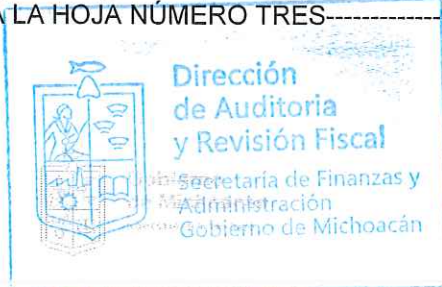 A LA HOJA NÚMERO TRES-------------
Dirección
de Auditoria
y Revisión Fiscal
Secretaría de Finanzas y
Administración
Gobierno de Michoacán